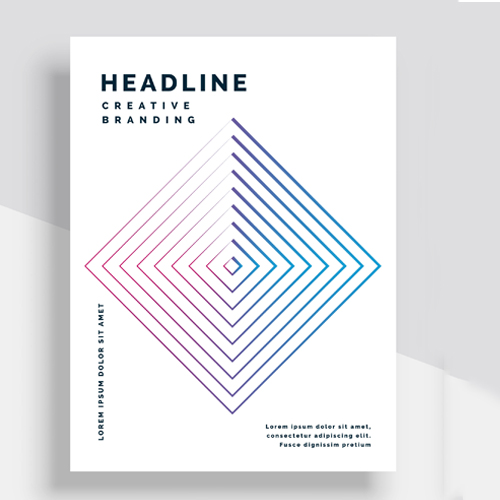 HEADLINE
CREATIVE
BRANDING
LOREM IPSUM DOLOR SIT AMET
Lorem ipsum dolor sit amet,
consectetur adipiscing elit.
Fusce dignissim pretium